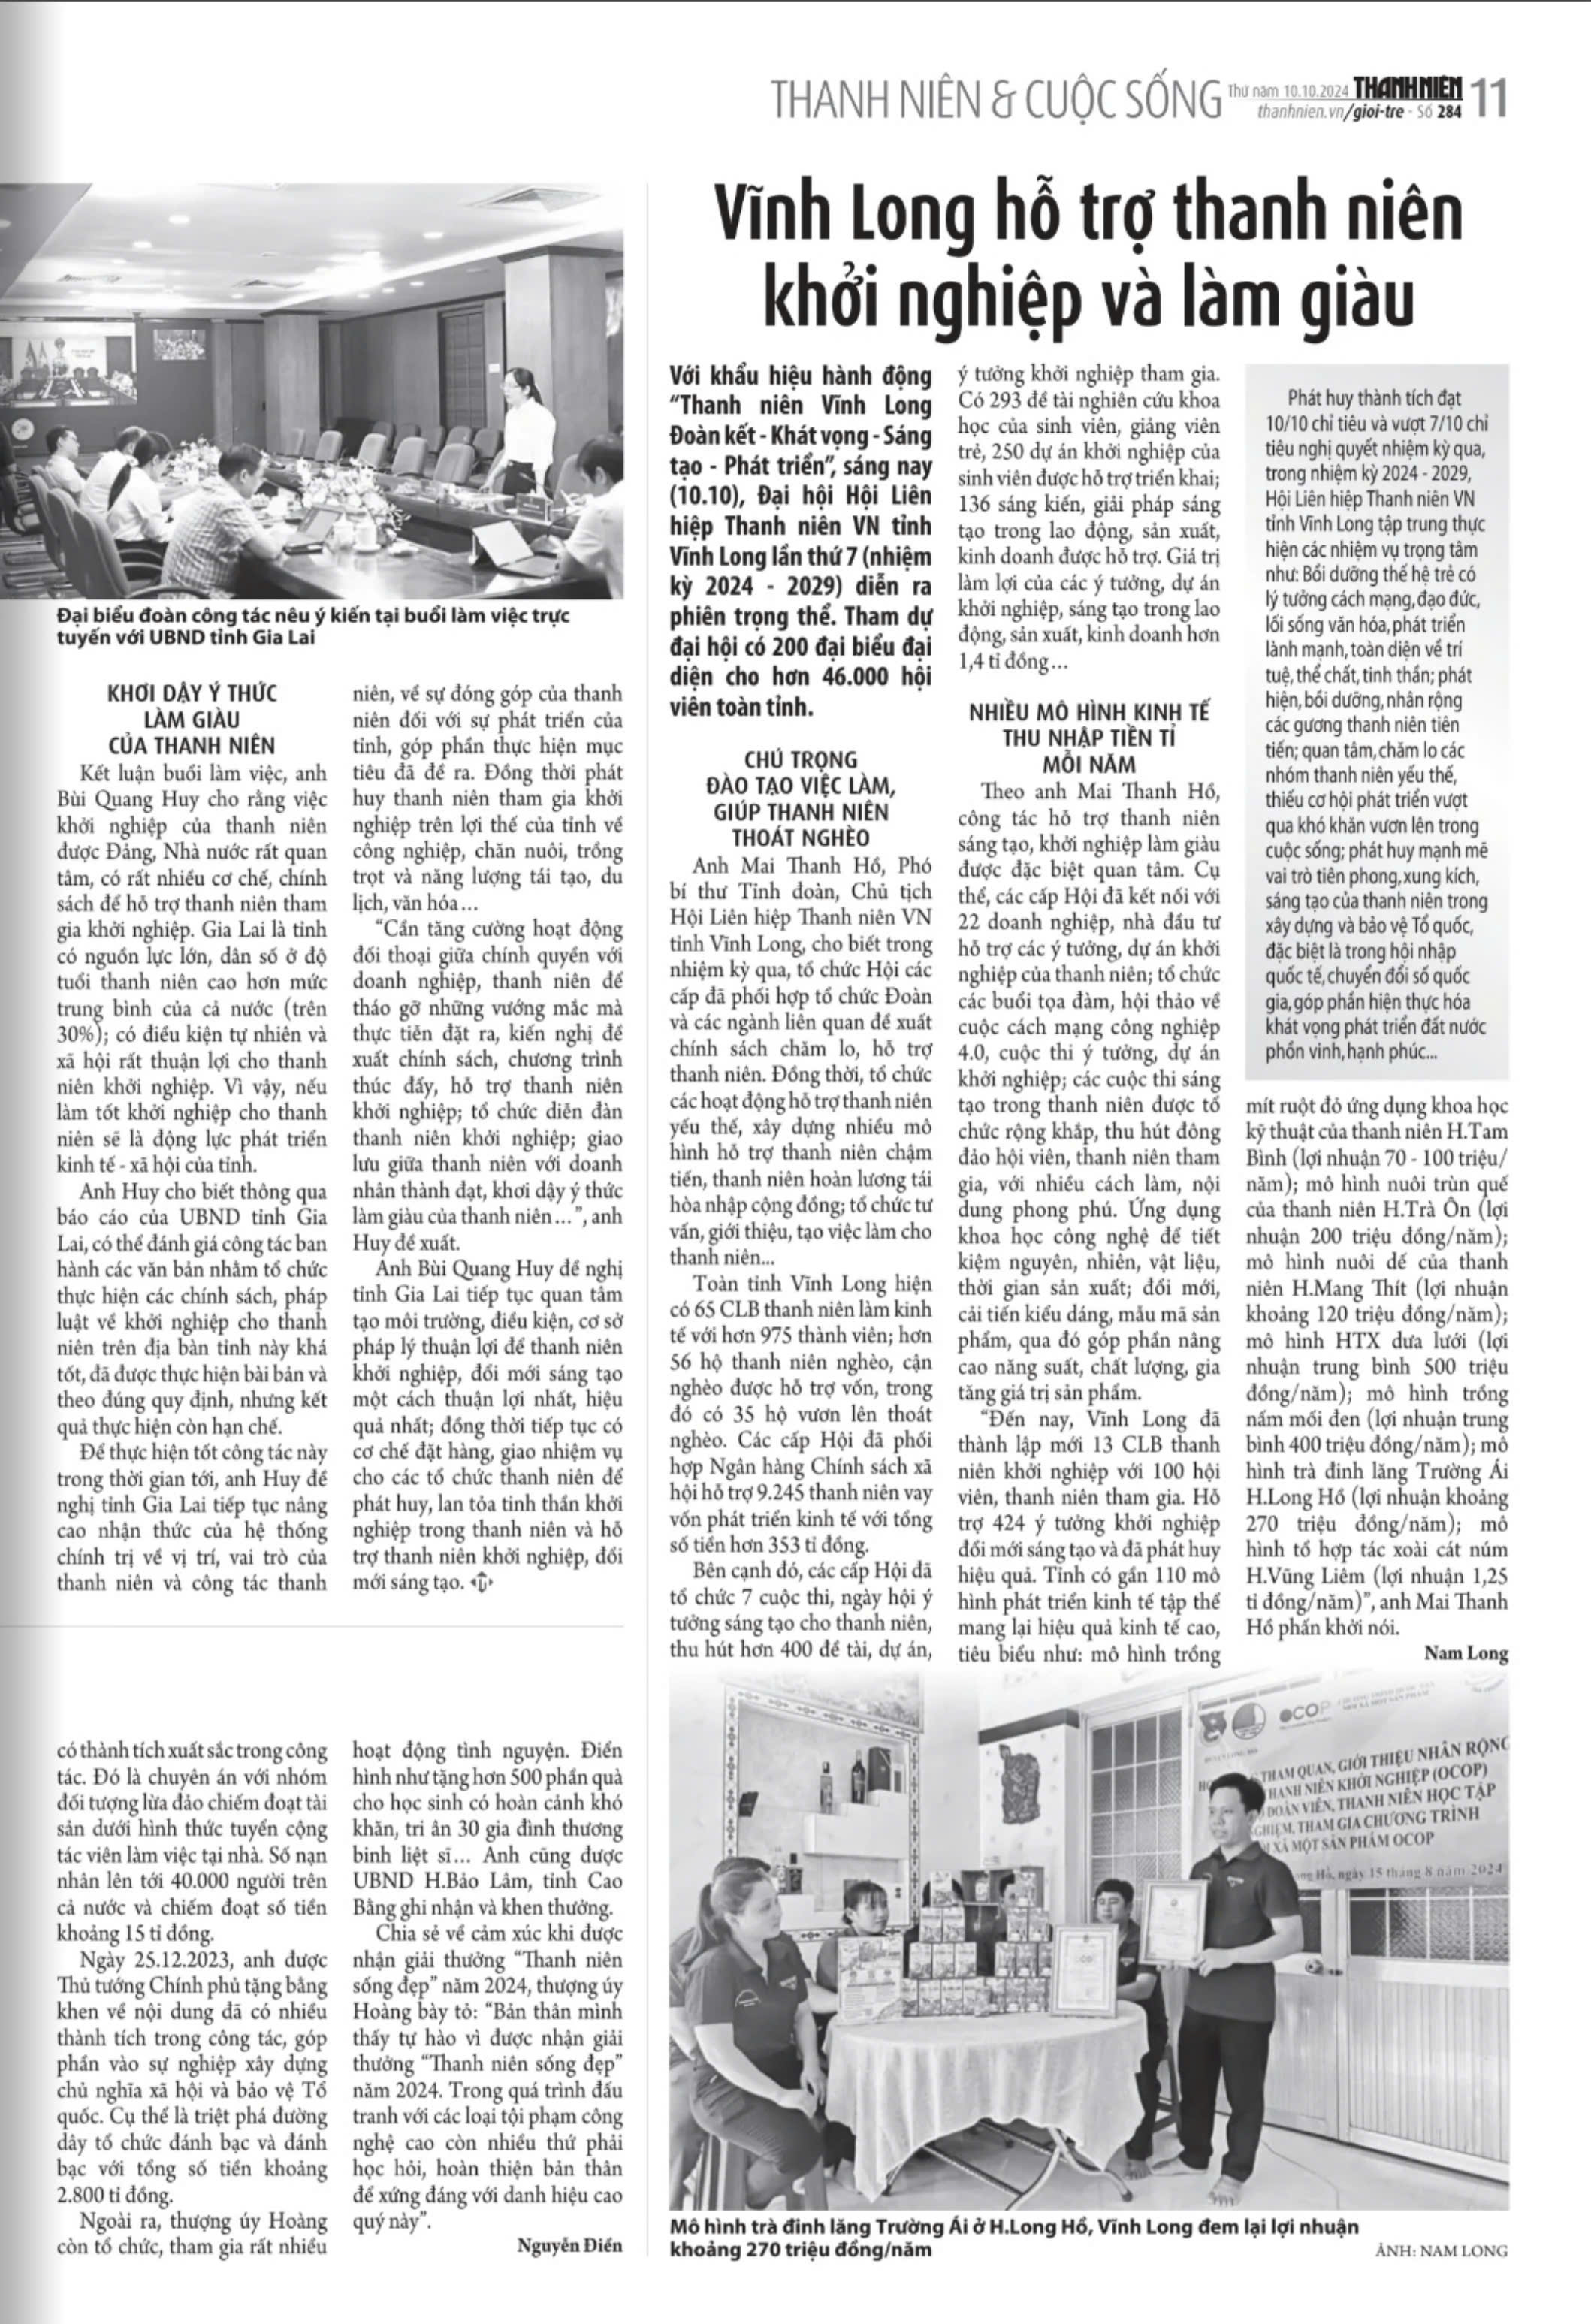 THANH NIÊN & CUỘC SỐNG
Thứ năm 10.10.2024
THANH NIÊN
thanhnien.vn/gioi-tre - Số 284
11
Đại biểu đoàn công tác nêu ý kiến tại buổi làm việc trực
tuyến với UBND tỉnh Gia Lai
KHƠI DẬY Ý THỨC
LÀM GIÀU
CỦA THANH NIÊN
Kết luận buổi làm việc, anh
Bùi Quang Huy cho rằng việc
khởi nghiệp của thanh niên
được Đảng, Nhà nước rất quan
tâm, có rất nhiều cơ chế, chính
sách để hỗ trợ thanh niên tham
gia khởi nghiệp. Gia Lai là tỉnh
có nguồn lực lớn, dân số ở độ
tuổi thanh niên cao hơn mức
trung bình của cả nước (trên
30%); có điều kiện tự nhiên và
xã hội rất thuận lợi cho thanh
niên khởi nghiệp. Vì vậy, nếu
làm tốt khởi nghiệp cho thanh
niên sẽ là động lực phát triển
kinh tế - xã hội của tỉnh.
Anh Huy cho biết thông qua
báo cáo của UBND tỉnh Gia
Lai, có thể đánh giá công tác ban
hành các văn bản nhằm tổ chức
thực hiện các chính sách, pháp
luật về khởi nghiệp cho thanh
niên trên địa bàn tỉnh này khá
tốt, đã được thực hiện bài bản và
theo đúng quy định, nhưng kết
quả thực hiện còn hạn chế.
Để thực hiện tốt công tác này
trong thời gian tới, anh Huy đề
nghị tỉnh Gia Lai tiếp tục nâng
cao nhận thức của hệ thống
chính trị về vị trí, vai trò của
thanh niên và công tác thanh
niên, về sự đóng góp của thanh
niên đối với sự phát triển của
tỉnh, góp phần thực hiện mục
tiêu đã đề ra. Đồng thời phát
huy thanh niên tham gia khởi
nghiệp trên lợi thế của tỉnh về
công nghiệp, chăn nuôi, trồng
trọt và năng lượng tái tạo, du
lịch, văn hóa…
“Cần tăng cường hoạt động
đối thoại giữa chính quyền với
doanh nghiệp, thanh niên để
tháo gỡ những vướng mắc mà
thực tiễn đặt ra, kiến nghị đề
xuất chính sách, chương trình
thúc đẩy, hỗ trợ thanh niên
khởi nghiệp; tổ chức diễn đàn
thanh niên khởi nghiệp; giao
lưu giữa thanh niên với doanh
nhân thành đạt, khơi dậy ý thức
làm giàu của thanh niên…”, anh
Huy đề xuất.
Anh Bùi Quang Huy đề nghị
tỉnh Gia Lai tiếp tục quan tâm
tạo môi trường, điều kiện, cơ sở
pháp lý thuận lợi để thanh niên
khởi nghiệp, đổi mới sáng tạo
một cách thuận lợi nhất, hiệu
quả nhất; đồng thời tiếp tục có
cơ chế đặt hàng, giao nhiệm vụ
cho các tổ chức thanh niên để
phát huy, lan tỏa tinh thần khởi
nghiệp trong thanh niên và hỗ
trợ thanh niên khởi nghiệp, đổi
mới sáng tạo.
có thành tích xuất sắc trong công
tác. Đó là chuyên án với nhóm
đối tượng lừa đảo chiếm đoạt tài
sản dưới hình thức tuyển cộng
tác viên làm việc tại nhà. Số nạn
nhân lên tới 40.000 người trên
cả nước và chiếm đoạt số tiền
khoảng 15 tỉ đồng.
Ngày 25.12.2023, anh được
Thủ tướng Chính phủ tặng bằng
khen về nội dung đã có nhiều
thành tích trong công tác, góp
phần vào sự nghiệp xây dựng
chủ nghĩa xã hội và bảo vệ Tổ
quốc. Cụ thể là triệt phá đường
dây tổ chức đánh bạc và đánh
bạc với tổng số tiền khoảng
2.800 tỉ đồng.
Ngoài ra, thượng úy Hoàng
còn tổ chức, tham gia rất nhiều
hoạt động tình nguyện. Điển
hình như tặng hơn 500 phần quà
cho học sinh có hoàn cảnh khó
khăn, tri ân 30 gia đình thương
binh liệt sĩ… Anh cũng được
UBND H.Bảo Lâm, tỉnh Cao
Bằng ghi nhận và khen thưởng.
Chia sẻ về cảm xúc khi được
nhận giải thưởng “Thanh niên
sống đẹp” năm 2024, thượng úy
Hoàng bày tỏ: “Bản thân mình
thấy tự hào vì được nhận giải
thưởng “Thanh niên sống đẹp”
năm 2024. Trong quá trình đấu
tranh với các loại tội phạm công
nghệ cao còn nhiều thứ phải
học hỏi, hoàn thiện bản thân
để xứng đáng với danh hiệu cao
quý này”.
Nguyễn Điền
Vĩnh Long hỗ trợ thanh niên
khởi nghiệp và làm giàu
Với khẩu hiệu hành động
“Thanh niên Vĩnh Long
Đoàn kết - Khát vọng - Sáng
tạo - Phát triển”, sáng nay
(10.10), Đại hội Hội Liên
hiệp Thanh niên VN tỉnh
Vĩnh Long lần thứ 7 (nhiệm
kỳ 2024 - 2029) diễn ra
phiên trọng thể. Tham dự
đại hội có 200 đại biểu đại
diện cho hơn 46.000 hội
viên toàn tỉnh.
CHÚ TRỌNG
ĐÀO TẠO VIỆC LÀM,
GIÚP THANH NIÊN
THOÁT NGHÈO
Anh Mai Thanh Hồ, Phó
bí thư Tỉnh đoàn, Chủ tịch
Hội Liên hiệp Thanh niên VN
tỉnh Vĩnh Long, cho biết trong
nhiệm kỳ qua, tổ chức Hội các
cấp đã phối hợp tổ chức Đoàn
và các ngành liên quan đề xuất
chính sách chăm lo, hỗ trợ
thanh niên. Đồng thời, tổ chức
các hoạt động hỗ trợ thanh niên
yếu thế, xây dựng nhiều mô
hình hỗ trợ thanh niên chậm
tiến, thanh niên hoàn lương tái
hòa nhập cộng đồng; tổ chức tư
vấn, giới thiệu, tạo việc làm cho
thanh niên…
Toàn tỉnh Vĩnh Long hiện
có 65 CLB thanh niên làm kinh
tế với hơn 975 thành viên; hơn
56 hộ thanh niên nghèo, cận
nghèo được hỗ trợ vốn, trong
đó có 35 hộ vươn lên thoát
nghèo. Các cấp Hội đã phối
hợp Ngân hàng Chính sách xã
hội hỗ trợ 9.245 thanh niên vay
vốn phát triển kinh tế với tổng
số tiền hơn 353 tỉ đồng.
Bên cạnh đó, các cấp Hội đã
tổ chức 7 cuộc thi, ngày hội ý
tưởng sáng tạo cho thanh niên,
thu hút hơn 400 đề tài, dự án,
ý tưởng khởi nghiệp tham gia.
Có 293 đề tài nghiên cứu khoa
học của sinh viên, giảng viên
trẻ, 250 dự án khởi nghiệp của
sinh viên được hỗ trợ triển khai;
136 sáng kiến, giải pháp sáng
tạo trong lao động, sản xuất,
kinh doanh được hỗ trợ. Giá trị
làm lợi của các ý tưởng, dự án
khởi nghiệp, sáng tạo trong lao
động, sản xuất, kinh doanh hơn
1,4 tỉ đồng…
NHIỀU MÔ HÌNH KINH TẾ
THU NHẬP TIỀN TỈ
MỖI NĂM
Theo anh Mai Thanh Hồ,
công tác hỗ trợ thanh niên
sáng tạo, khởi nghiệp làm giàu
được đặc biệt quan tâm. Cụ
thể, các cấp Hội đã kết nối với
22 doanh nghiệp, nhà đầu tư
hỗ trợ các ý tưởng, dự án khởi
nghiệp của thanh niên; tổ chức
các buổi tọa đàm, hội thảo về
cuộc cách mạng công nghiệp
4.0, cuộc thi ý tưởng, dự án
khởi nghiệp; các cuộc thi sáng
tạo trong thanh niên được tổ
chức rộng khắp, thu hút đông
đảo hội viên, thanh niên tham
gia, với nhiều cách làm, nội
dung phong phú. Ứng dụng
khoa học công nghệ để tiết
kiệm nguyên, nhiên, vật liệu,
thời gian sản xuất; đổi mới,
cải tiến kiểu dáng, mẫu mã sản
phẩm, qua đó góp phần nâng
cao năng suất, chất lượng, gia
tăng giá trị sản phẩm.
“Đến nay, Vĩnh Long đã
thành lập mới 13 CLB thanh
niên khởi nghiệp với 100 hội
viên, thanh niên tham gia. Hỗ
trợ 424 ý tưởng khởi nghiệp
đổi mới sáng tạo và đã phát huy
hiệu quả. Tỉnh có gần 110 mô
hình phát triển kinh tế tập thể
mang lại hiệu quả kinh tế cao,
tiêu biểu như: mô hình trồng
Phát huy thành tích đạt
10/10 chỉ tiêu và vượt 7/10 chỉ
tiêu nghị quyết nhiệm kỳ qua,
trong nhiệm kỳ 2024 - 2029,
Hội Liên hiệp Thanh niên VN
tỉnh Vĩnh Long tập trung thực
hiện các nhiệm vụ trọng tâm
như: Bồi dưỡng thế hệ trẻ có
lý tưởng cách mạng, đạo đức,
lối sống văn hóa, phát triển
lành mạnh, toàn diện về trí
tuệ, thể chất, tinh thần; phát
hiện, bồi dưỡng, nhân rộng
các gương thanh niên tiên
tiến; quan tâm, chăm lo các
nhóm thanh niên yếu thế,
thiếu cơ hội phát triển vượt
qua khó khăn vươn lên trong
cuộc sống; phát huy mạnh mẽ
vai trò tiên phong, xung kích,
sáng tạo của thanh niên trong
xây dựng và bảo vệ Tổ quốc,
đặc biệt là trong hội nhập
quốc tế, chuyển đổi số quốc
gia, góp phần hiện thực hóa
khát vọng phát triển đất nước
phồn vinh, hạnh phúc…
mít ruột đỏ ứng dụng khoa học
kỹ thuật của thanh niên H.Tam
Bình (lợi nhuận 70 - 100 triệu/
năm); mô hình nuôi trùn quế
của thanh niên H.Trà Ôn (lợi
nhuận 200 triệu đồng/năm);
mô hình nuôi dế của thanh
niên H.Mang Thít (lợi nhuận
khoảng 120 triệu đồng/năm);
mô hình HTX dưa lưới (lợi
nhuận trung bình 500 triệu
đồng/năm); mô hình trồng
nấm mối đen (lợi nhuận trung
bình 400 triệu đồng/năm); mô
hình trà đinh lăng Trường Ái
H.Long Hồ (lợi nhuận khoảng
270 triệu đồng/năm); mô
hình tổ hợp tác xoài cát núm
H.Vũng Liêm (lợi nhuận 1,25
tỉ đồng/năm)”, anh Mai Thanh
Hồ phấn khởi nói.
Nam Long
OCOP
THAM QUAN, GIỚI THIỆU NHÂN RỘNG
THANH NIÊN KHỞI NGHIỆP (OCOP)
ĐOÀN VIÊN, THANH NIÊN HỌC TẬP
GHIỆM, THAM GIA CHƯƠNG TRÌNH
XÃ MỘT SẢN PHẨM OCOP
ng Hồ, ngày 15 tháng 8 năm 2024
Mô hình trà đinh lăng Trường Ái ở H.Long Hồ, Vĩnh Long đem lại lợi nhuận
khoảng 270 triệu đồng/năm
ẢNH: NAM LONG